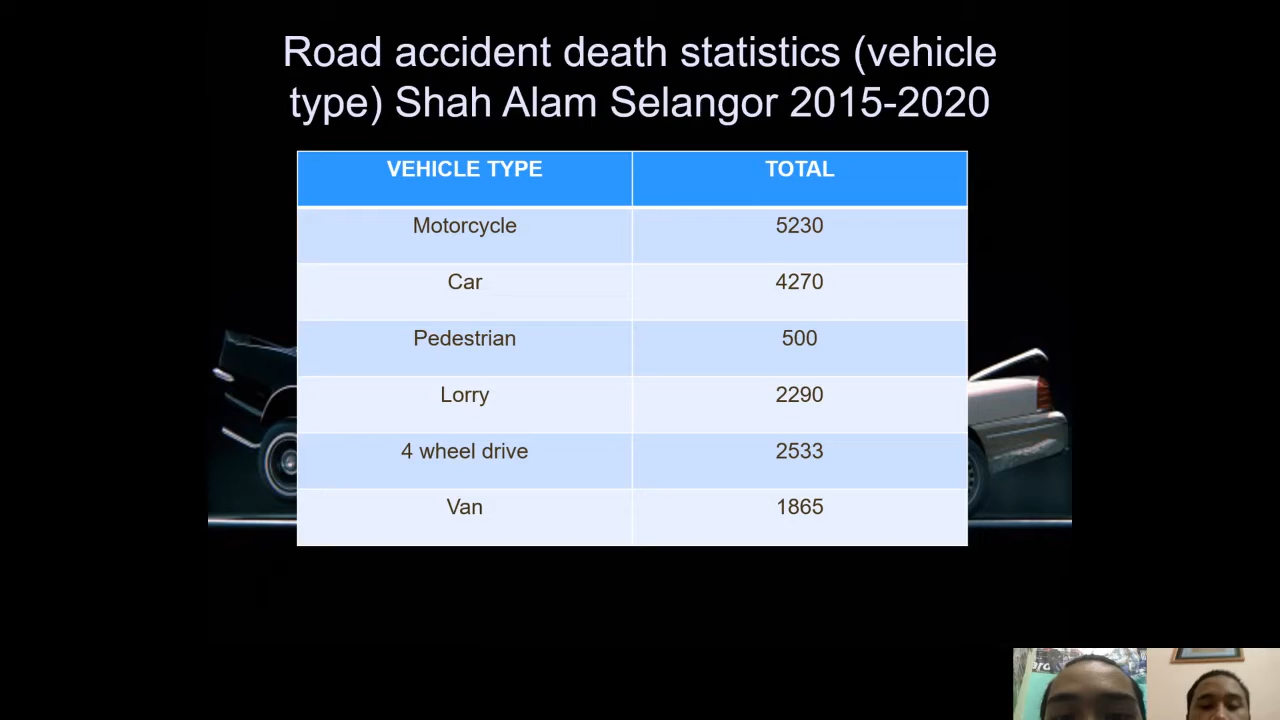 Road accident death statistics (vehicle
type) Shah Alam Selangor 2015-2020
VEHICLE TYPE TOTAL
Motorcycle 5230
Car 4270
Pedestrian 500
Lorry 2290
4 wheel drive 2533
Van 1865